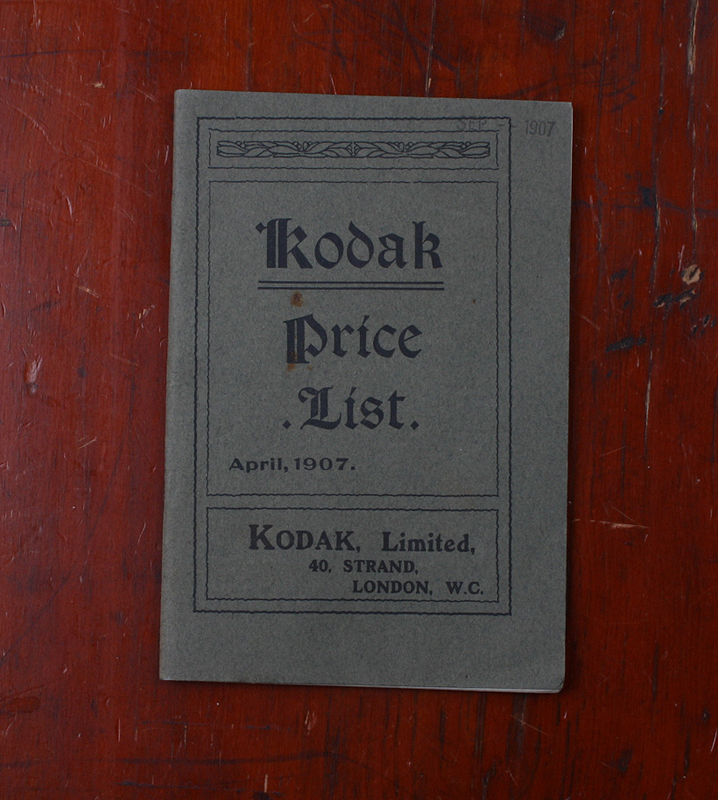 SEP - 1907
Kodak
Price
.List.
April, 1907.
KODAK, Limited,
40, STRAND,
LONDON, W.C.